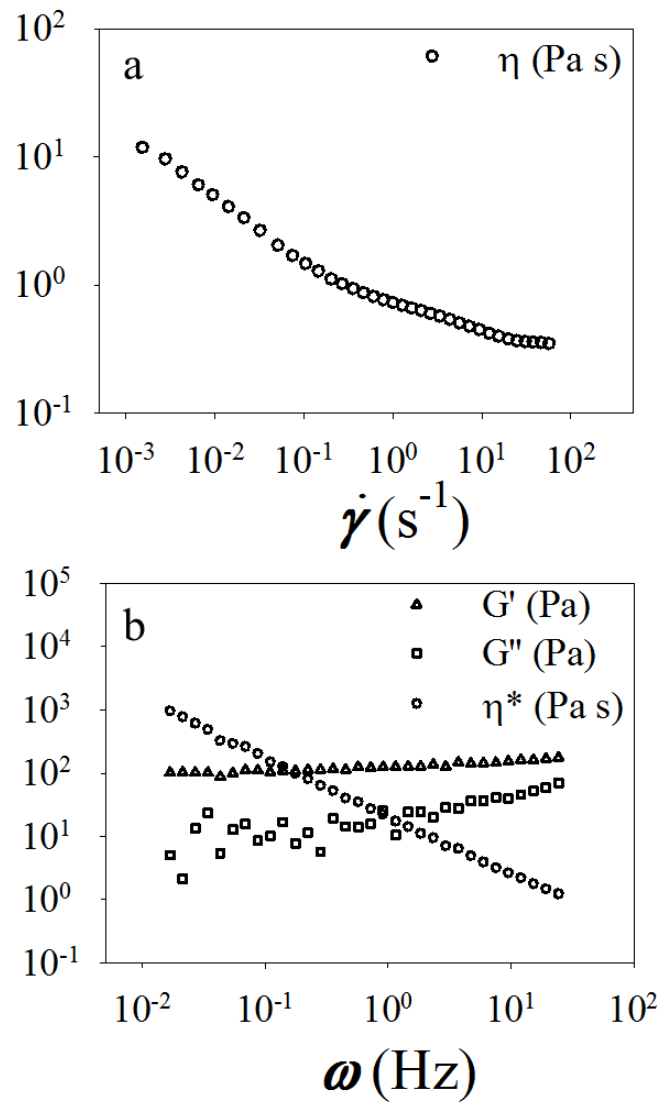 10²
a
η (Pa s)
10¹
10⁰
10⁻¹
10⁻³ 10⁻² 10⁻¹ 10⁰ 10¹ 10²
γ̇ (s⁻¹)
10⁵
b
G' (Pa)
10⁴
G'' (Pa)
10³
η* (Pa s)
10²
10¹
10⁰
10⁻¹
10⁻² 10⁻¹ 10⁰ 10¹ 10²
ω (Hz)